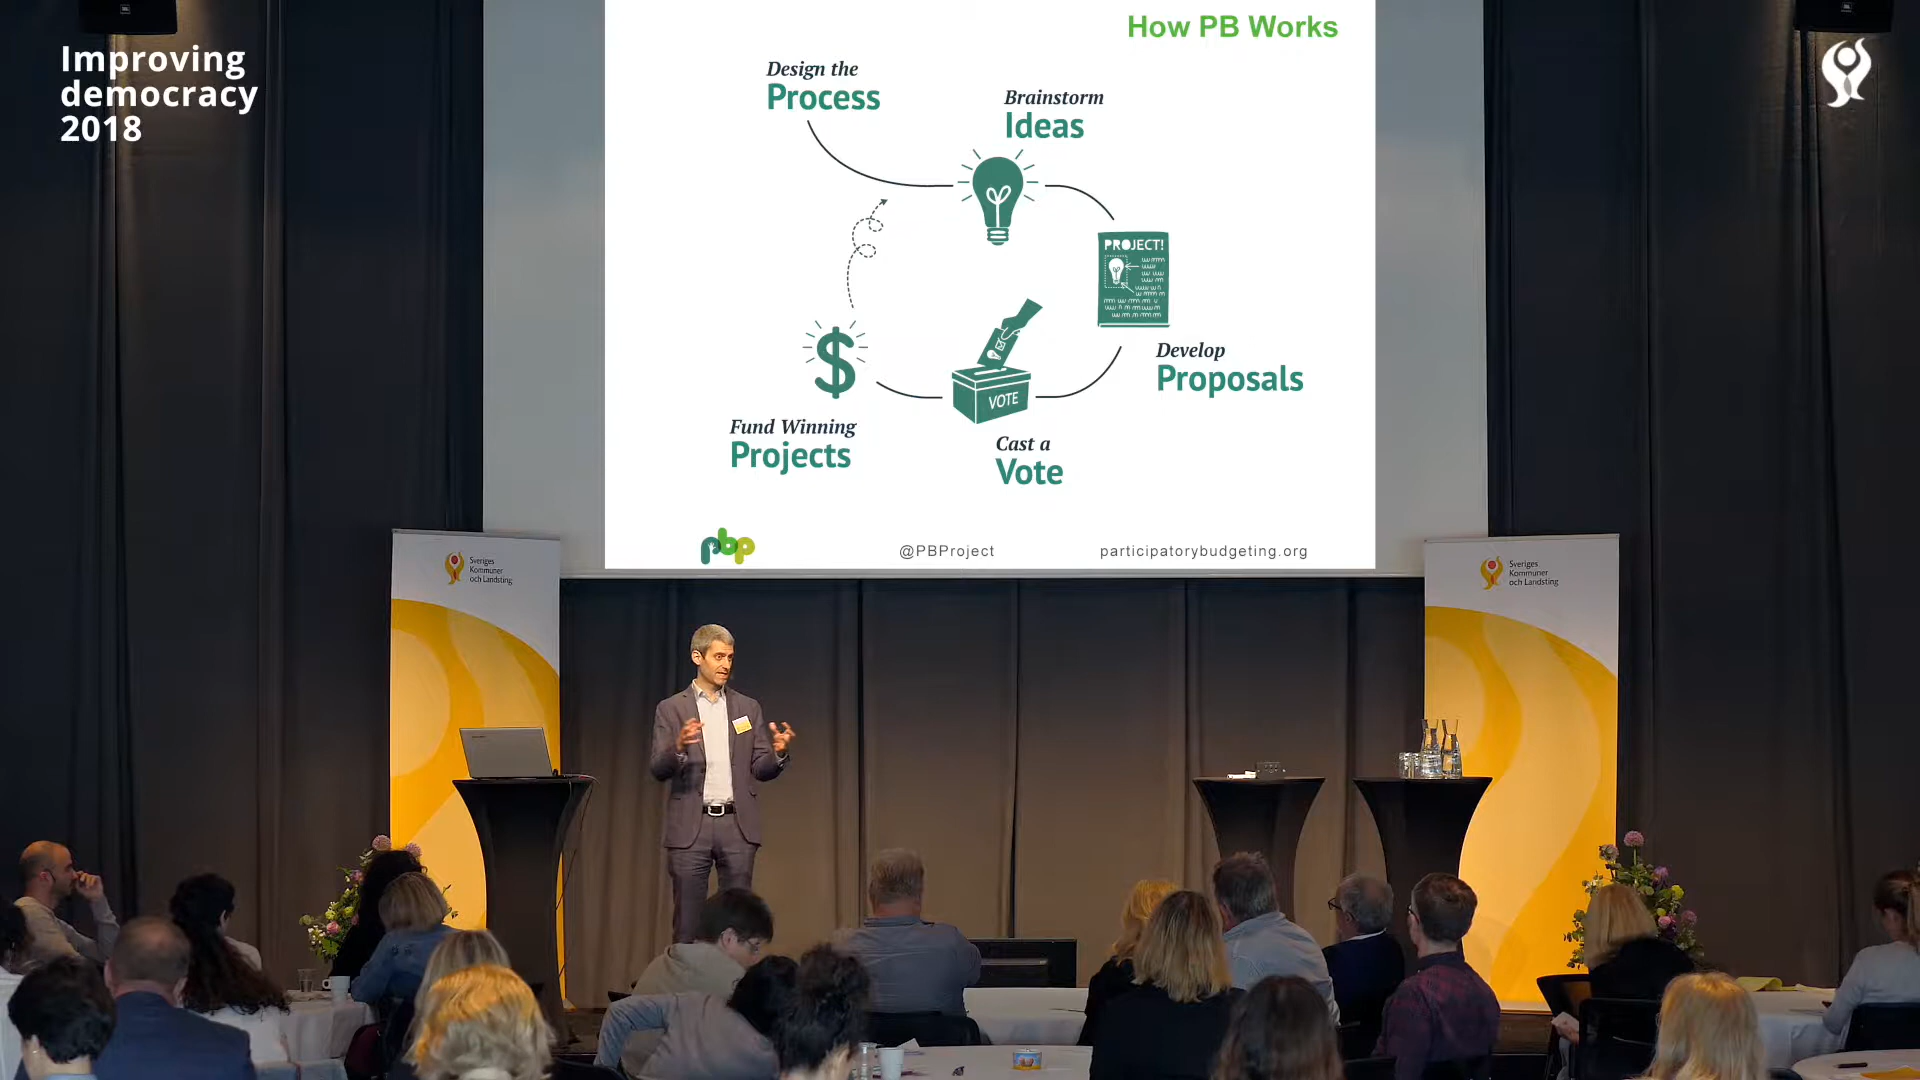 Improving
democracy
2018
How PB Works
Design the
Process
Brainstorm
Ideas
PROJECT!
Develop
Proposals
VOTE
Cast a
Vote
Fund Winning
Projects
pbp
@PBProject
participatorybudgeting.org
Sveriges
Kommuner
och Landsting
Sveriges
Kommuner
och Landsting